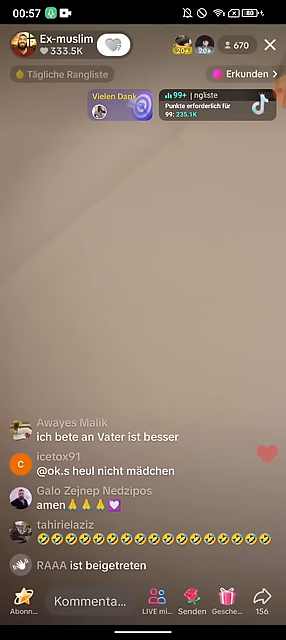 00:57
80
Ex-muslim
333.5K
20+
20+
670
Tägliche Rangliste
Erkunden
Vielen Dank
99+ | ngliste
Punkte erforderlich für
99: 235.1K
Awayes Malik
ich bete an Vater ist besser
icetox91
@ok.s heul nicht mädchen
Galo Zejnep Nedzipos
amen🙏🙏🙏💟
tahirielaziz
🤣🤣🤣🤣🤣🤣🤣🤣🤣🤣🤣🤣🤣🤣🤣🤣🤣🤣
RAAA ist beigetreten
Abonn...
Kommenta...
LIVE mi...
Senden
Gesche...
156